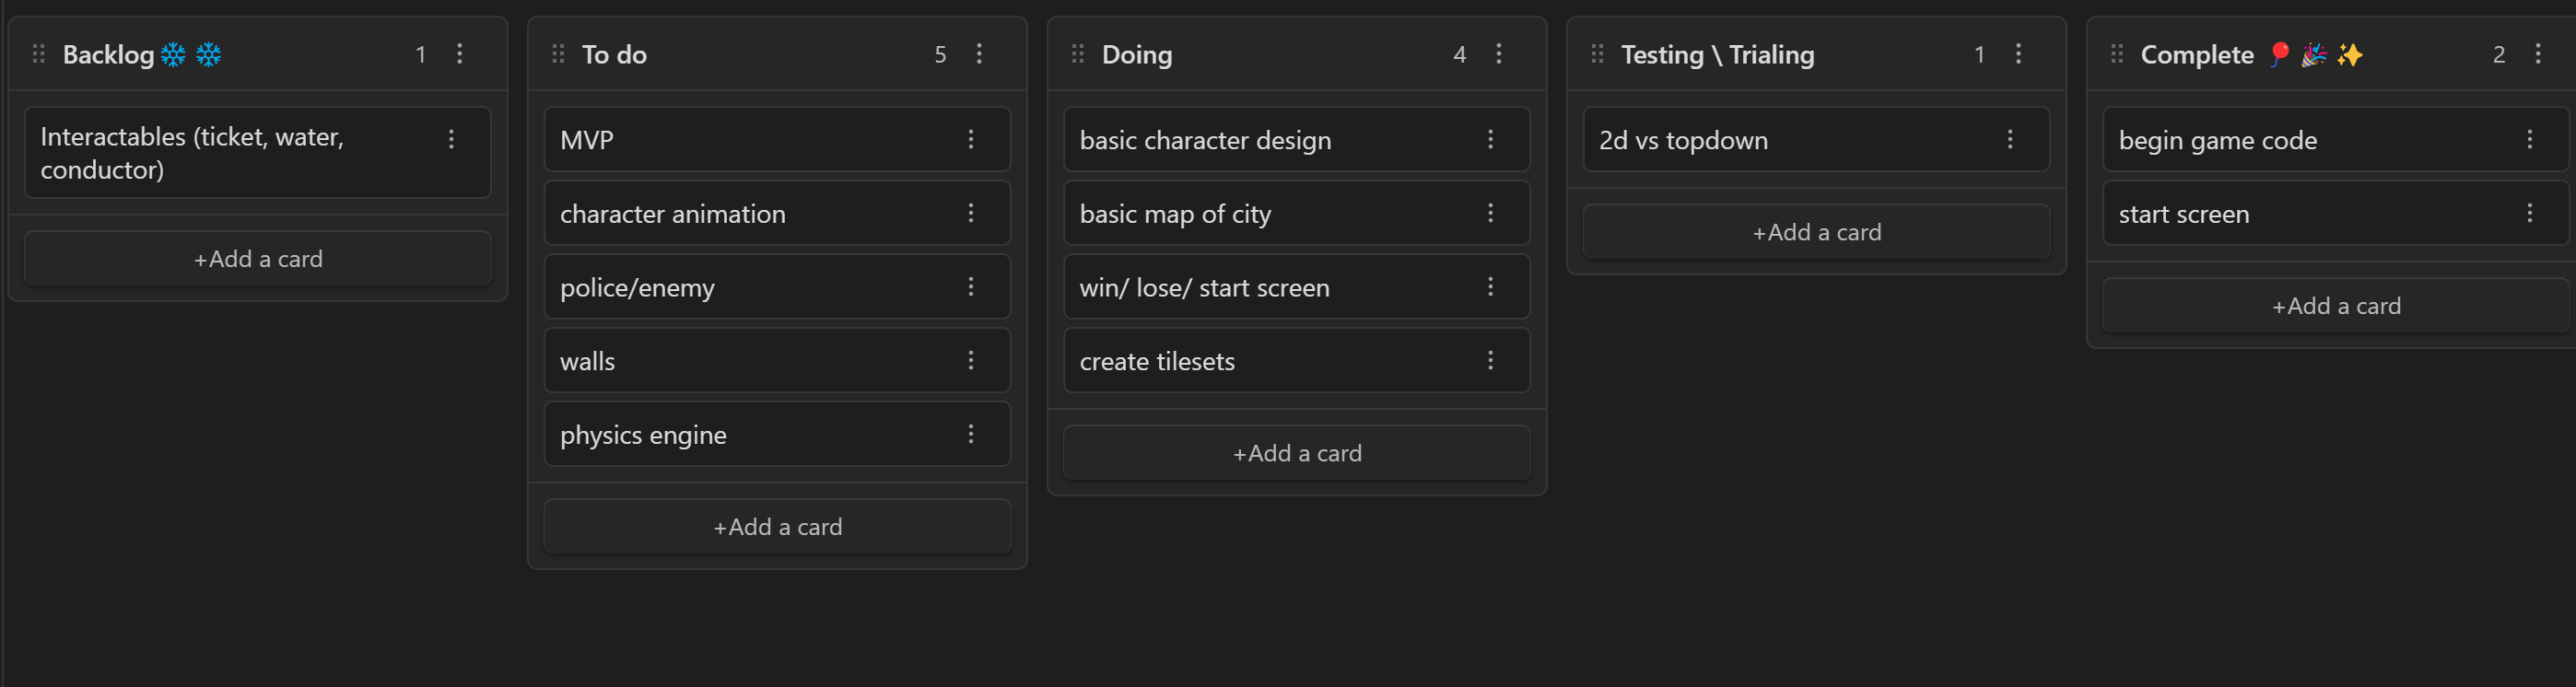 Backlog❄️ ❄️ 1
Interactables (ticket, water,
conductor)
+Add a card
To do 5
MVP
character animation
police/enemy
walls
physics engine
+Add a card
Doing 4
basic character design
basic map of city
win/ lose/ start screen
create tilesets
+Add a card
Testing \ Trialing 1
2d vs topdown
+Add a card
Complete 🎈 🎉 ✨ 2
begin game code
start screen
+Add a card